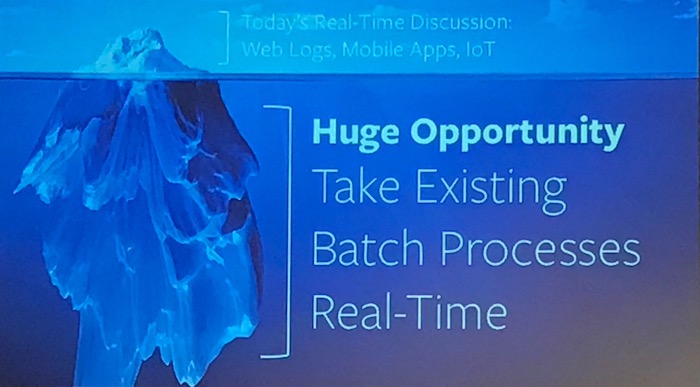 Today's Real-Time Discussion:
Web Logs, Mobile Apps, IoT
Huge Opportunity
Take Existing
Batch Processes
Real-Time